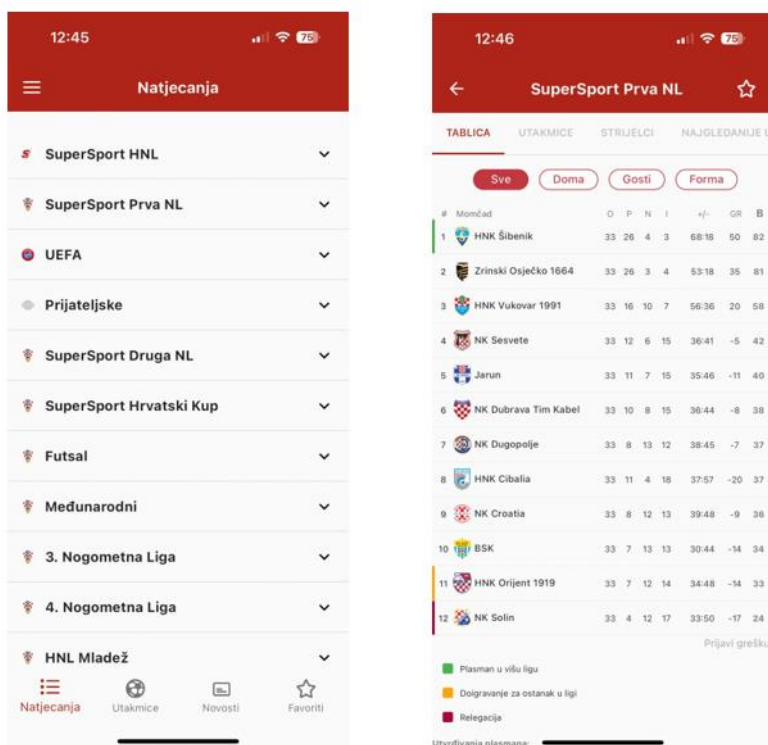 12:45
75
Natjecanja
SuperSport HNL
SuperSport Prva NL
UEFA
Prijateljske
SuperSport Druga NL
SuperSport Hrvatski Kup
Futsal
Međunarodni
3. Nogometna Liga
4. Nogometna Liga
HNL Mladež
Natjecanja Utakmice Novosti Favoriti
12:46
75
SuperSport Prva NL
TABLICA UTAKMICE STRIJELCI NAJGLEDANIJE U
Sve Doma Gosti Forma
# Momčad O P N I +/- GR B
1 HNK Šibenik 33 26 4 3 68:18 50 82
2 Zrinski Osječko 1664 33 26 3 4 53:18 35 81
3 HNK Vukovar 1991 33 16 10 7 56:36 20 58
4 NK Sesvete 33 12 6 15 36:41 -5 42
5 Jarun 33 11 7 15 35:46 -11 40
6 NK Dubrava Tim Kabel 33 10 8 15 36:44 -8 38
7 NK Dugopolje 33 8 13 12 38:45 -7 37
8 HNK Cibalia 33 11 4 18 37:57 -20 37
9 NK Croatia 33 8 12 13 39:48 -9 36
10 BSK 33 7 13 13 30:44 -14 34
11 HNK Orijent 1919 33 7 12 14 34:48 -14 33
12 NK Solin 33 4 12 17 33:50 -17 24
Prijavi grešku
Plasman u višu ligu
Doigravanje za ostanak u ligi
Relegacija
Utvrđivanja plasmana: